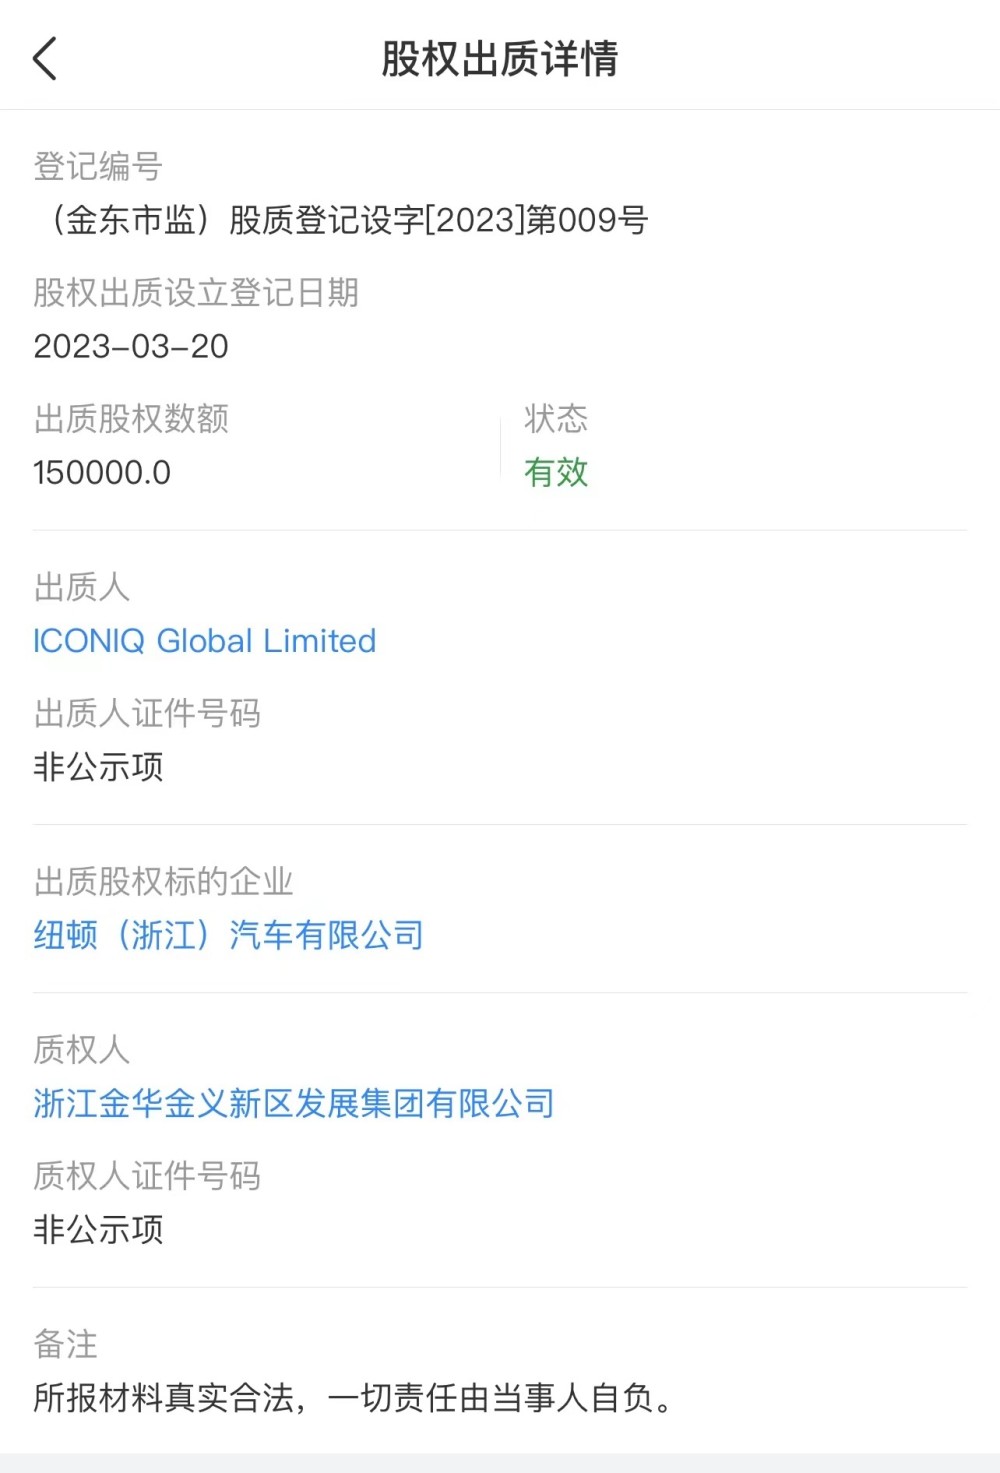 股权出质详情
登记编号
（金东市监）股质登记设字[2023]第009号
股权出质设立登记日期
2023-03-20
出质股权数额
状态
150000.0
有效
出质人
ICONIQ Global Limited
出质人证件号码
非公示项
出质股权标的企业
纽顿（浙江）汽车有限公司
质权人
浙江金华金义新区发展集团有限公司
质权人证件号码
非公示项
备注
所报材料真实合法，一切责任由当事人自负。